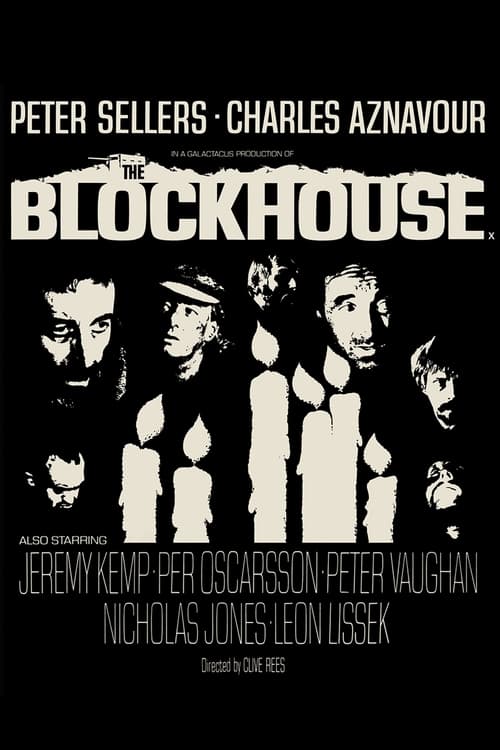 PETER SELLERS · CHARLES AZNAVOUR
IN A GALACTACUS PRODUCTION OF
THE
BLOCKHOUSE X
ALSO STARRING
JEREMY KEMP · PER OSCARSSON · PETER VAUGHAN
NICHOLAS JONES · LEON LISSEK
Directed by CLIVE REES